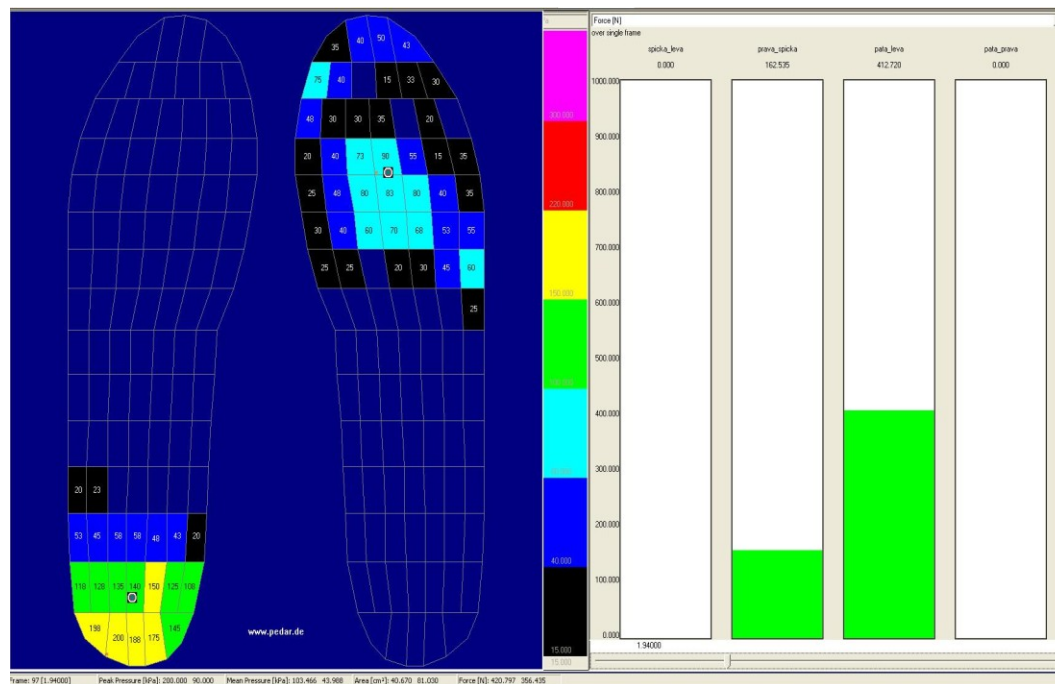 Force [N]
over single frame
spicka_leva prava_spicka pata_leva pata_prava
0.000 162.535 412.720 0.000
1000.000
900.000
800.000
700.000
600.000
500.000
400.000
300.000
200.000
100.000
0.000
1.94000
300.000
220.000
150.000
40.000
15.000
15.000
35 40 50 43
75 40 15 33 30
48 30 30 35 20
20 40 73 90 55 15 35
25 48 80 83 80 40 35
30 40 60 70 68 53 55
25 25 20 30 45 60
25
20 23
53 45 58 58 48 43 20
118 128 135 140 150 125 108
198 200 188 175 145
www.pedar.de
Frame: 97 [1.94000] Peak Pressure [kPa]: 200.000 90.000 Mean Pressure [kPa]: 103.466 43.988 Area [cm²]: 40.670 81.030 Force [N]: 420.797 356.435